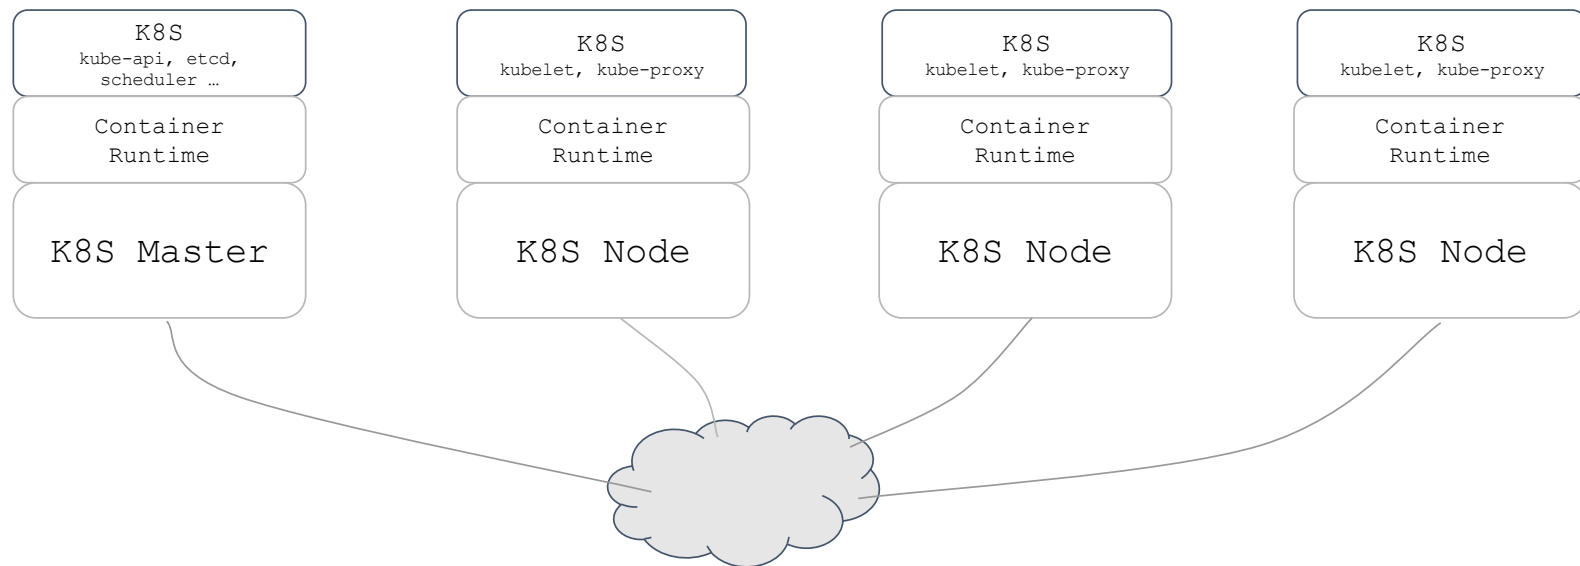 K8S
kube-api, etcd,
scheduler …
Container
Runtime
K8S Master
K8S
kubelet, kube-proxy
Container
Runtime
K8S Node
K8S
kubelet, kube-proxy
Container
Runtime
K8S Node
K8S
kubelet, kube-proxy
Container
Runtime
K8S Node